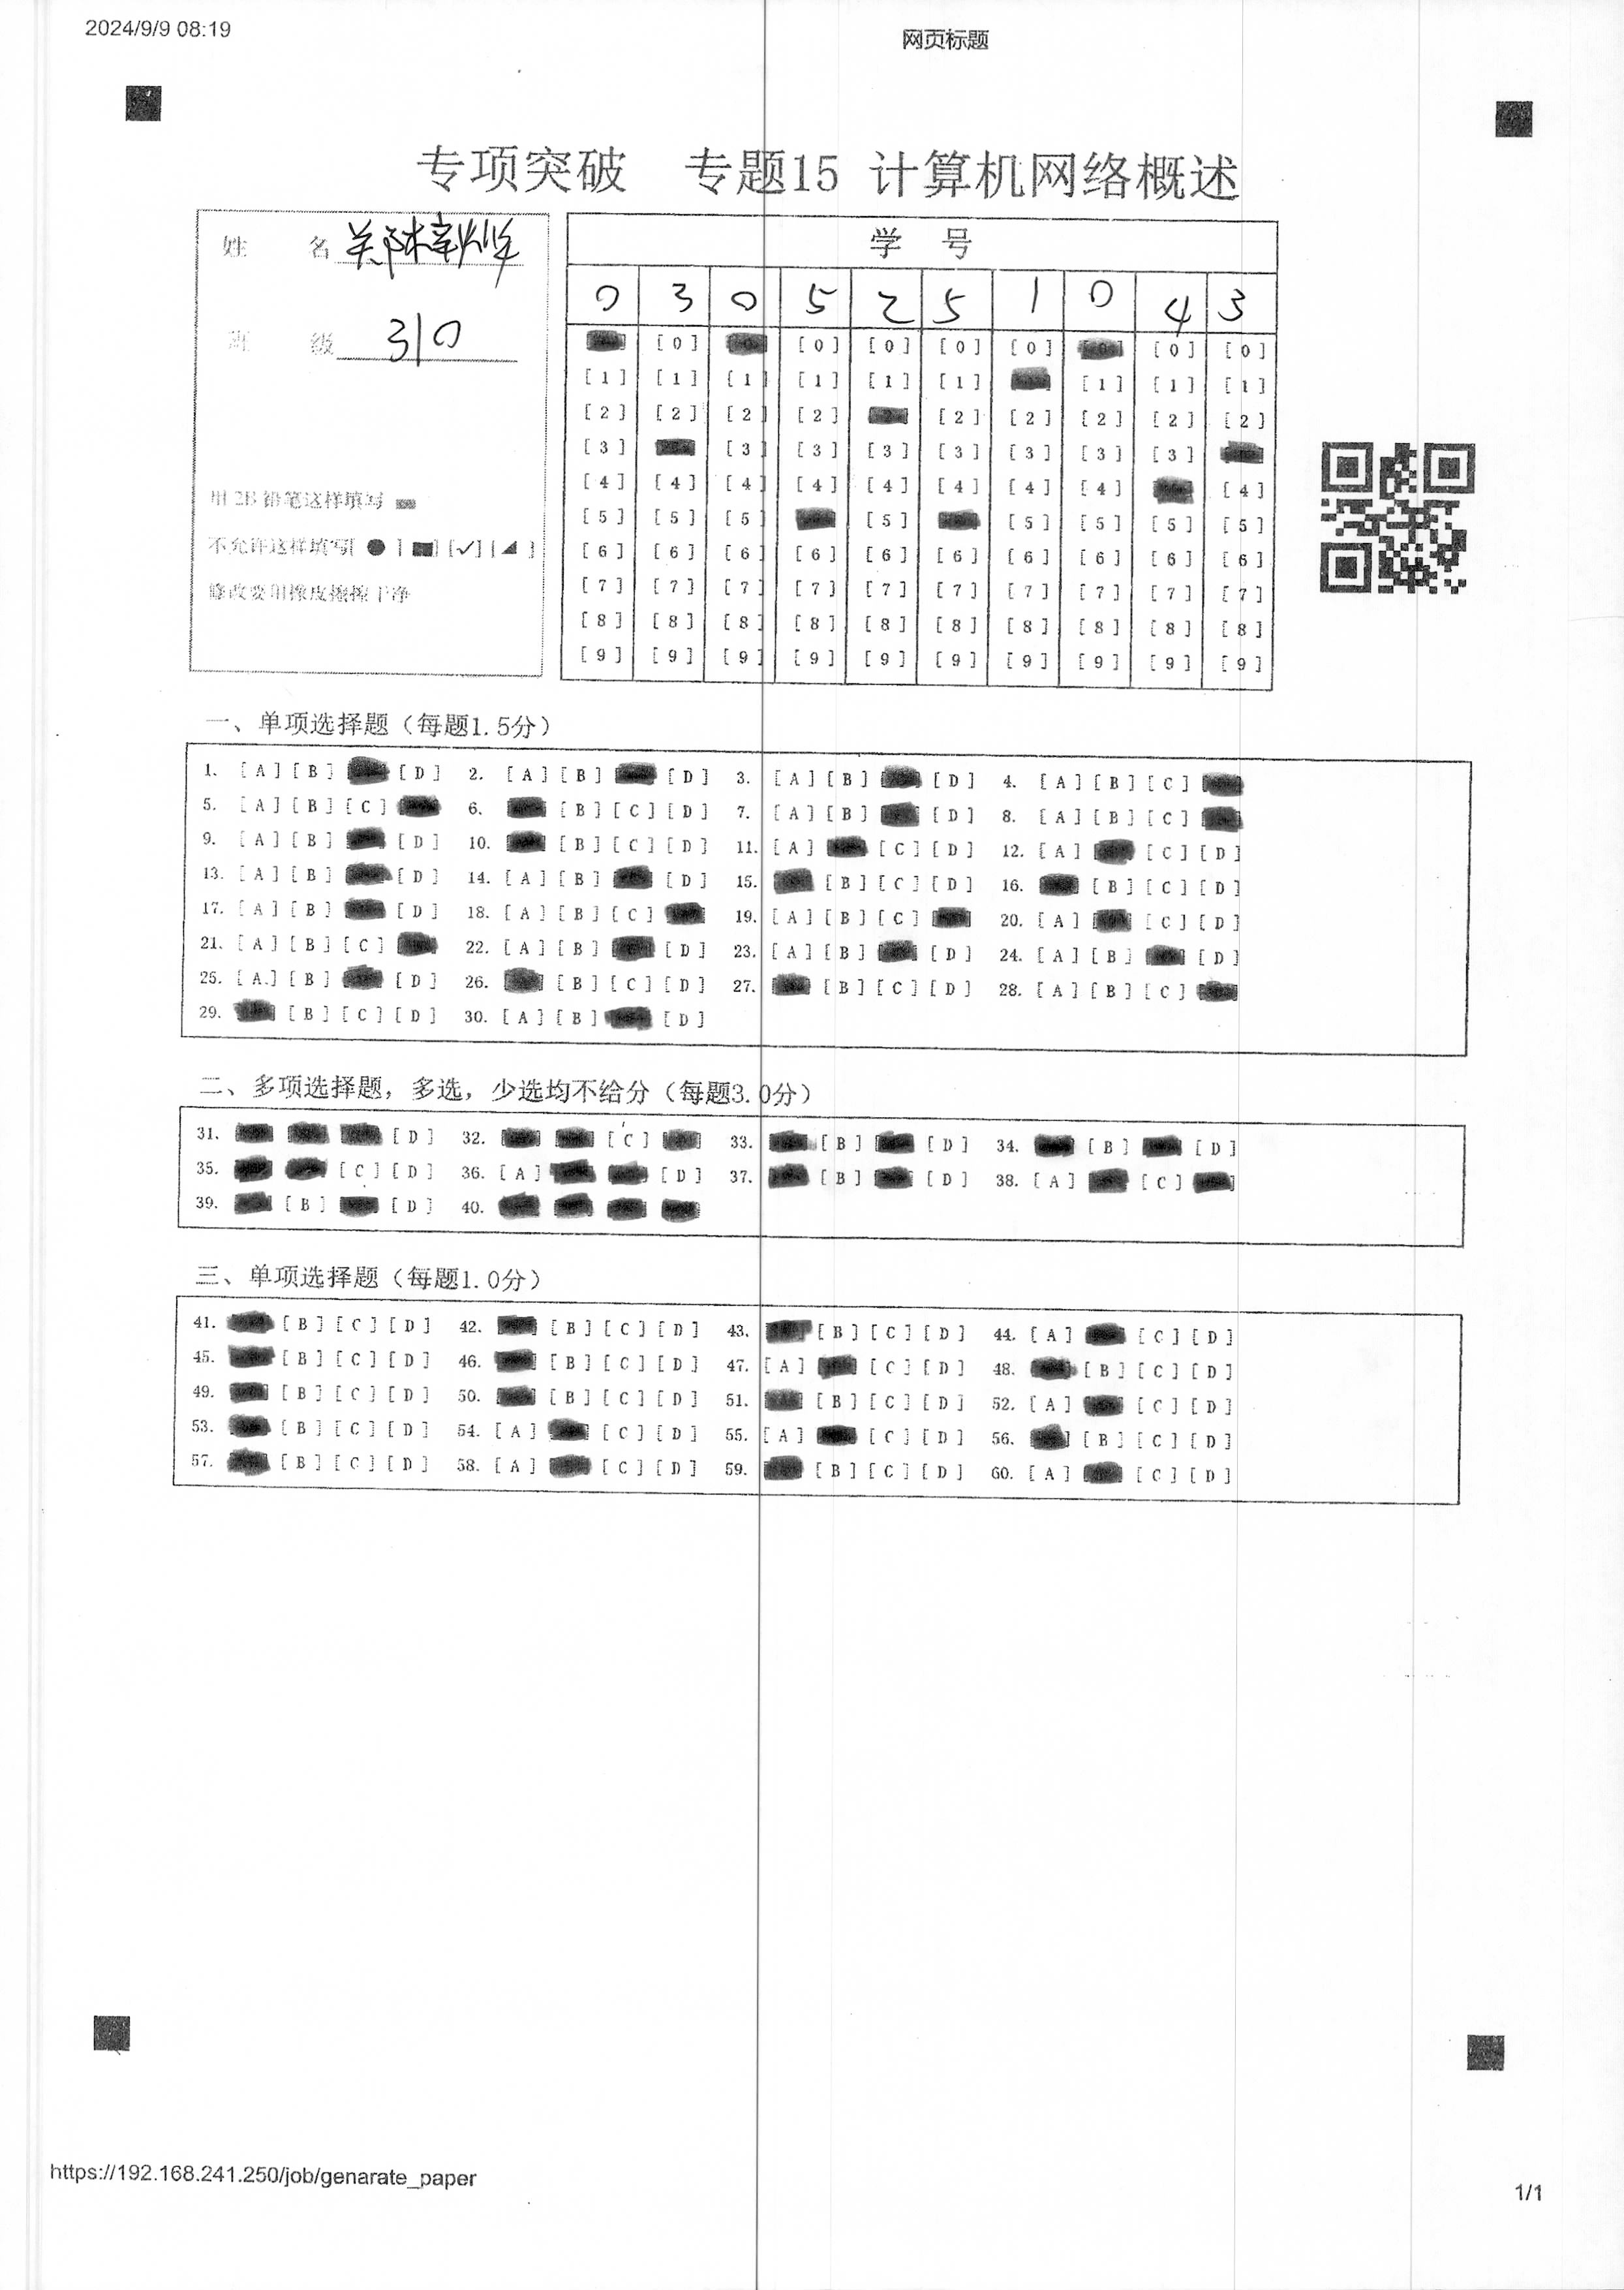 2024/9/9 08:19
网页标题
专项突破 专题15 计算机网络概述
姓 名
班 级 310
用 2B 铅笔这样填写
不允许这样填写[ ● ] [■] [✓] [◢ ]
修改要用橡皮擦擦干净
学 号
0 3 0 5 2 5 1 0 4 3
[0] [0] [0] [0] [0] [0] [0]
[1] [1] [1] [1] [1] [1] [1] [1] [1]
[2] [2] [2] [2] [2] [2] [2] [2] [2]
[3] [3] [3] [3] [3] [3] [3] [3]
[4] [4] [4] [4] [4] [4] [4] [4] [4]
[5] [5] [5] [5] [5] [5] [5] [5]
[6] [6] [6] [6] [6] [6] [6] [6] [6] [6]
[7] [7] [7] [7] [7] [7] [7] [7] [7] [7]
[8] [8] [8] [8] [8] [8] [8] [8] [8] [8]
[9] [9] [9] [9] [9] [9] [9] [9] [9] [9]
一、单项选择题（每题1.5分）
1. [A] [B] [D] 2. [A] [B] [D] 3. [A] [B] [D] 4. [A] [B] [C]
5. [A] [B] [C] 6. [B] [C] [D] 7. [A] [B] [D] 8. [A] [B] [C]
9. [A] [B] [D] 10. [B] [C] [D] 11. [A] [C] [D] 12. [A] [C] [D]
13. [A] [B] [D] 14. [A] [B] [D] 15. [B] [C] [D] 16. [B] [C] [D]
17. [A] [B] [D] 18. [A] [B] [C] 19. [A] [B] [C] 20. [A] [C] [D]
21. [A] [B] [C] 22. [A] [B] [D] 23. [A] [B] [D] 24. [A] [B] [D]
25. [A] [B] [D] 26. [B] [C] [D] 27. [B] [C] [D] 28. [A] [B] [C]
29. [B] [C] [D] 30. [A] [B] [D]
二、多项选择题，多选，少选均不给分（每题3.0分）
31. [D] 32. [C] 33. [B] [D] 34. [B] [D]
35. [C] [D] 36. [A] [D] 37. [B] [D] 38. [A] [C]
39. [B] [D] 40.
三、单项选择题（每题1.0分）
41. [B] [C] [D] 42. [B] [C] [D] 43. [B] [C] [D] 44. [A] [C] [D]
45. [B] [C] [D] 46. [B] [C] [D] 47. [A] [C] [D] 48. [B] [C] [D]
49. [B] [C] [D] 50. [B] [C] [D] 51. [B] [C] [D] 52. [A] [C] [D]
53. [B] [C] [D] 54. [A] [C] [D] 55. [A] [C] [D] 56. [B] [C] [D]
57. [B] [C] [D] 58. [A] [C] [D] 59. [B] [C] [D] 60. [A] [C] [D]
https://192.168.241.250/job/genarate_paper
1/1